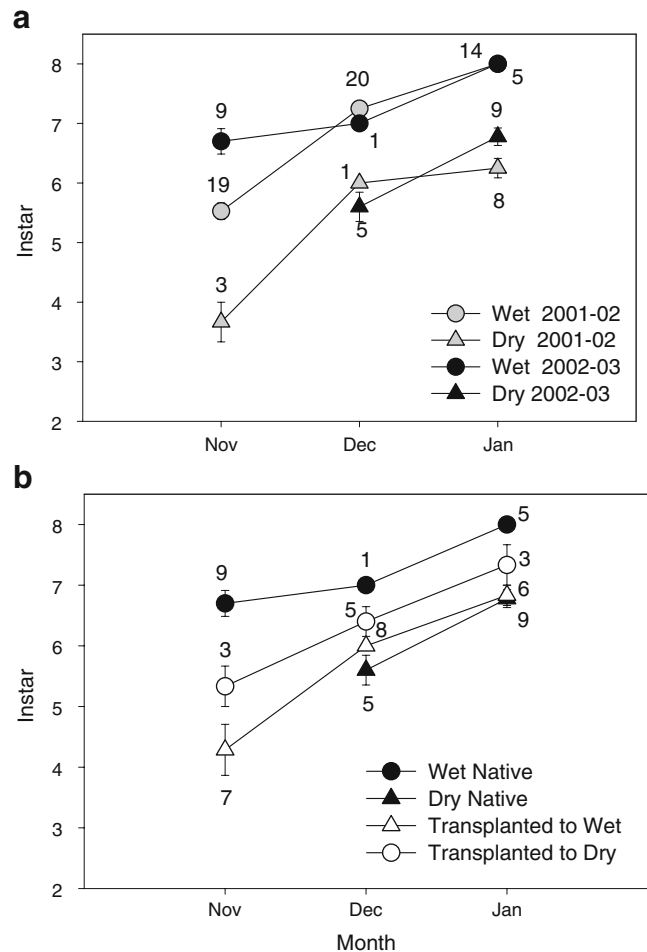 a
8
7
6
5
4
3
2
Instar
9
19
3
20
1
1
5
14
5
9
8
Wet 2001-02
Dry 2001-02
Wet 2002-03
Dry 2002-03
Nov Dec Jan
b
8
7
6
5
4
3
2
Instar
9
3
7
1
5
8
5
5
3
6
9
Wet Native
Dry Native
Transplanted to Wet
Transplanted to Dry
Nov Dec Jan
Month